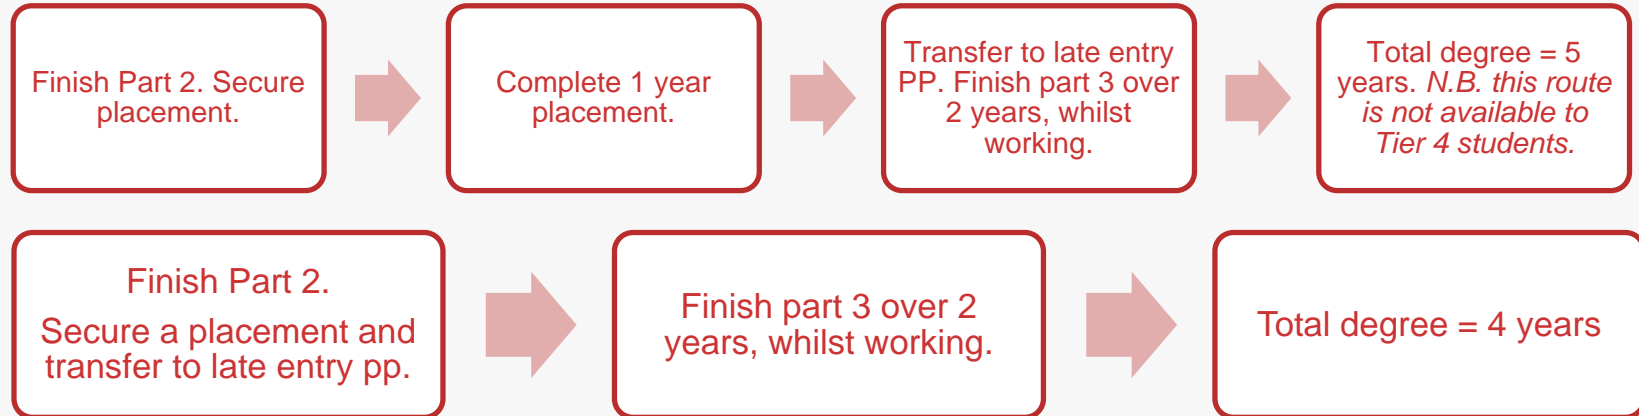 Finish Part 2. Secure
placement.
Complete 1 year
placement.
Transfer to late entry
PP. Finish part 3 over
2 years, whilst
working.
Total degree = 5
years. N.B. this route
is not available to
Tier 4 students.
Finish Part 2.
Secure a placement and
transfer to late entry pp.
Finish part 3 over 2
years, whilst working.
Total degree = 4 years